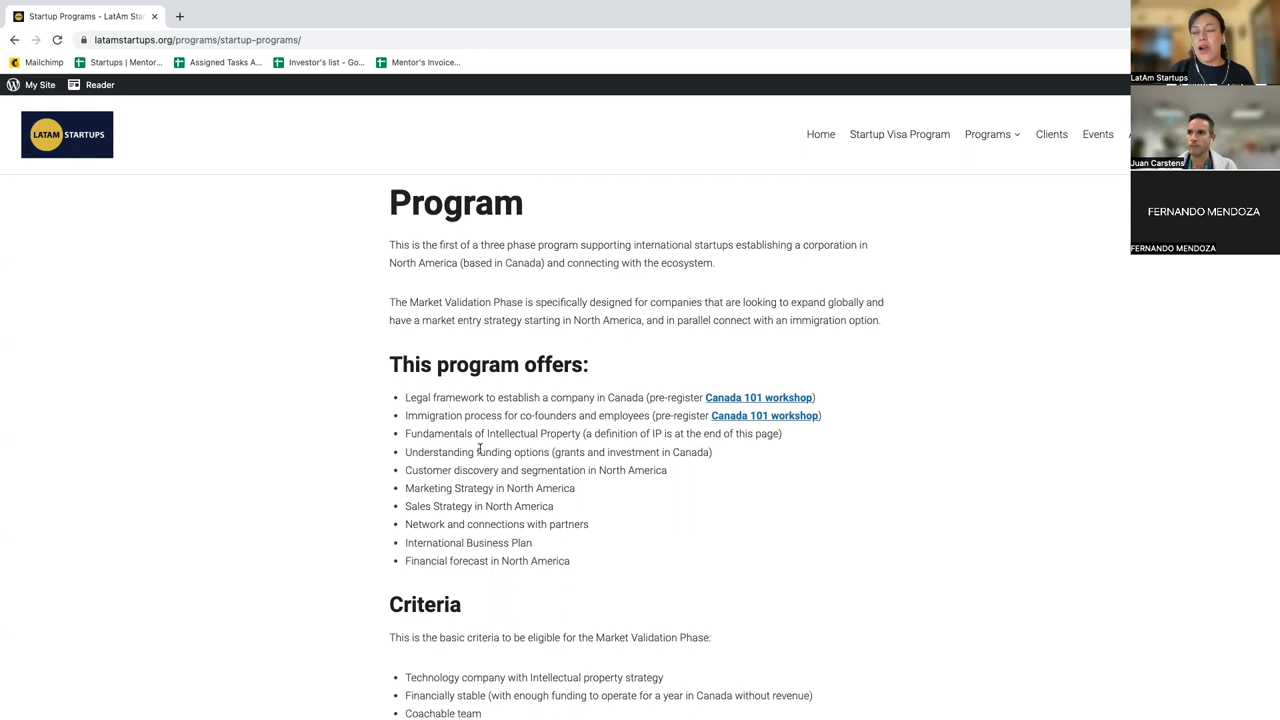 Startup Programs - LatAm Star
latamstartups.org/programs/startup-programs/
Mailchimp
Startups | Mentor...
Assigned Tasks A...
Investor's list - Go...
Mentor's Invoice...
My Site
Reader
LATAM STARTUPS
Home
Startup Visa Program
Programs
Clients
Events
Program
This is the first of a three phase program supporting international startups establishing a corporation in
North America (based in Canada) and connecting with the ecosystem.
The Market Validation Phase is specifically designed for companies that are looking to expand globally and
have a market entry strategy starting in North America, and in parallel connect with an immigration option.
This program offers:
Legal framework to establish a company in Canada (pre-register Canada 101 workshop)
Immigration process for co-founders and employees (pre-register Canada 101 workshop)
Fundamentals of Intellectual Property (a definition of IP is at the end of this page)
Understanding funding options (grants and investment in Canada)
Customer discovery and segmentation in North America
Marketing Strategy in North America
Sales Strategy in North America
Network and connections with partners
International Business Plan
Financial forecast in North America
Criteria
This is the basic criteria to be eligible for the Market Validation Phase:
Technology company with Intellectual property strategy
Financially stable (with enough funding to operate for a year in Canada without revenue)
Coachable team
LatAm Startups
Juan Carstens
FERNANDO MENDOZA
FERNANDO MENDOZA